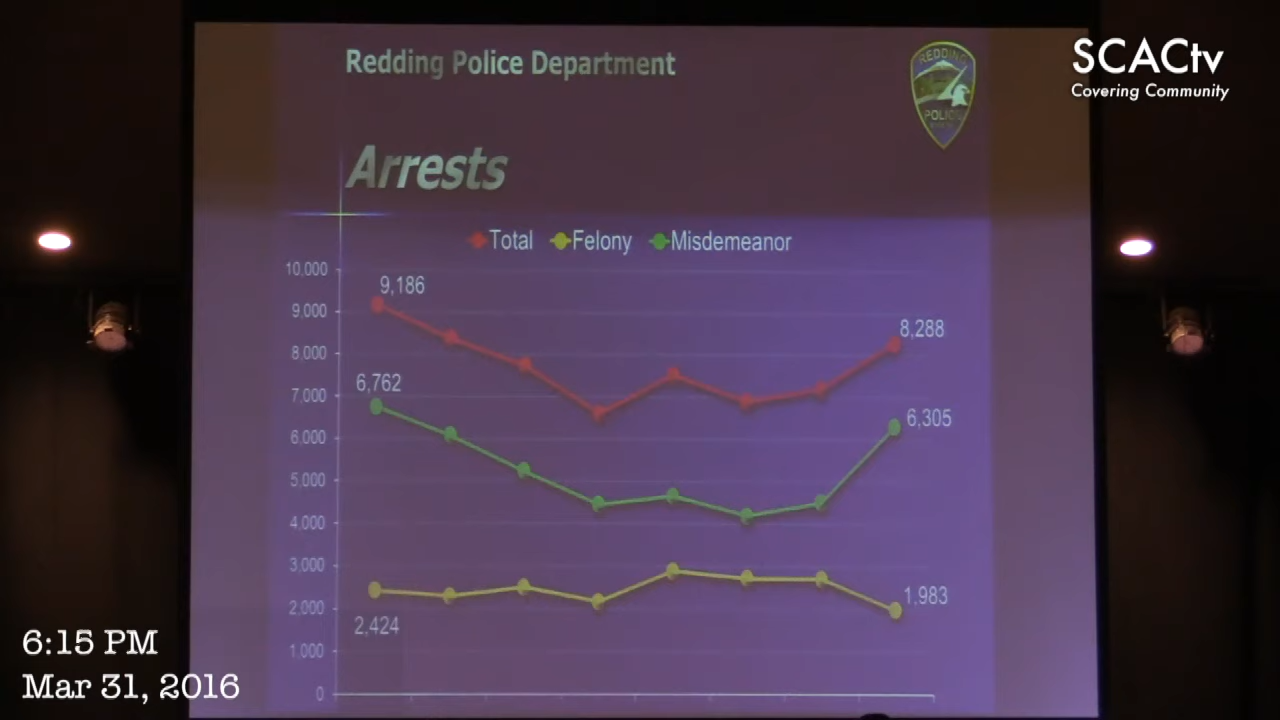 SCACtv
Covering Community
Redding Police Department
REDDING
POLICE
Arrests
Total Felony Misdemeanor
10,000
9,000
8,000
7,000
6,000
5,000
4,000
3,000
2,000
1,000
0
9,186
8,288
6,762
6,305
2,424
1,983
6:15 PM
Mar 31, 2016